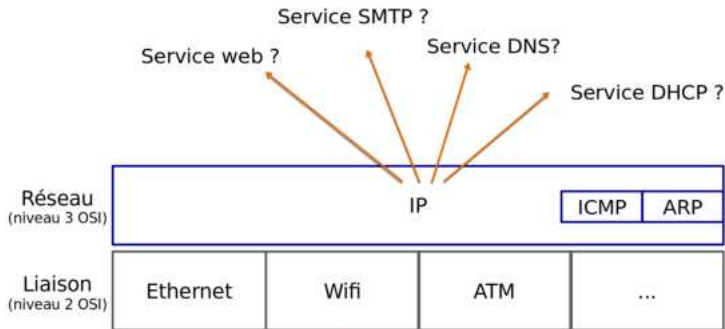 Service SMTP ?
Service DNS?
Service web ?
Service DHCP ?
Réseau
(niveau 3 OSI)
IP
ICMP
ARP
Liaison
(niveau 2 OSI)
Ethernet
Wifi
ATM
...